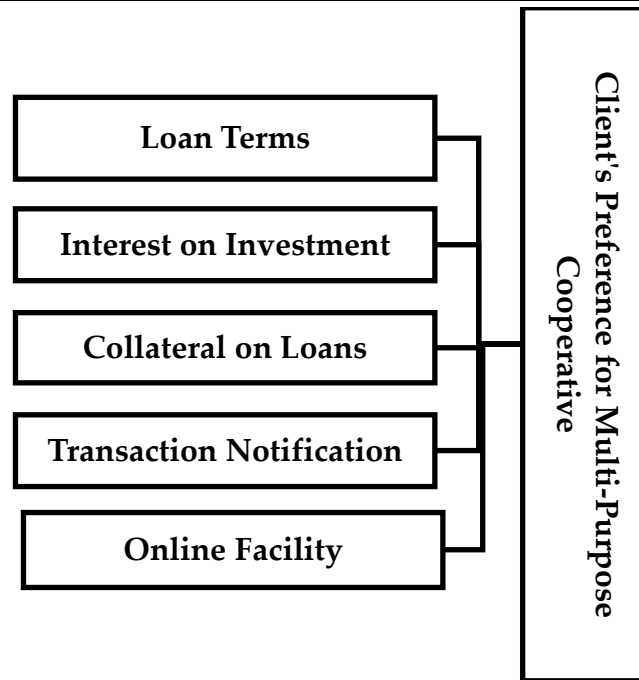 Loan Terms
Interest on Investment
Collateral on Loans
Transaction Notification
Online Facility
Client's Preference for Multi-Purpose
Cooperative